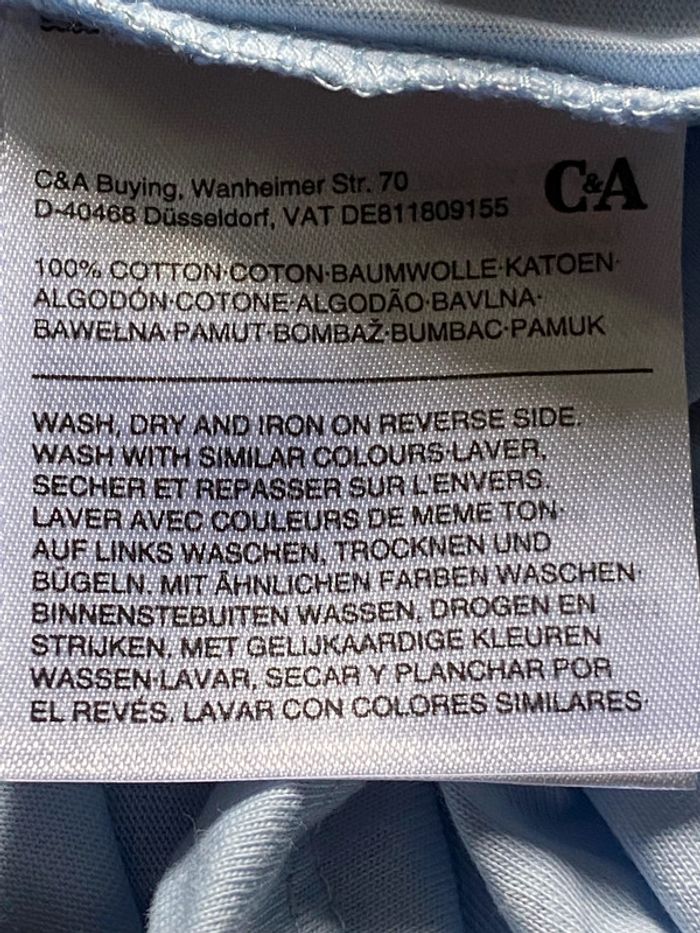 C&A Buying, Wanheimer Str. 70
D-40468 Düsseldorf, VAT DE811809155
C&A
100% COTTON·COTON·BAUMWOLLE·KATOEN·
ALGODÓN·COTONE·ALGODÃO·BAVLNA·
BAWEŁNA·PAMUT·BOMBAŽ·BUMBAC·PAMUK
WASH, DRY AND IRON ON REVERSE SIDE.
WASH WITH SIMILAR COLOURS·LAVER,
SECHER ET REPASSER SUR L'ENVERS.
LAVER AVEC COULEURS DE MEME TON·
AUF LINKS WASCHEN, TROCKNEN UND
BÜGELN. MIT ÄHNLICHEN FARBEN WASCHEN·
BINNENSTEBUITEN WASSEN, DROGEN EN
STRIJKEN. MET GELIJKAARDIGE KLEUREN
WASSEN·LAVAR, SECAR Y PLANCHAR POR
EL REVÉS. LAVAR CON COLORES SIMILARES·